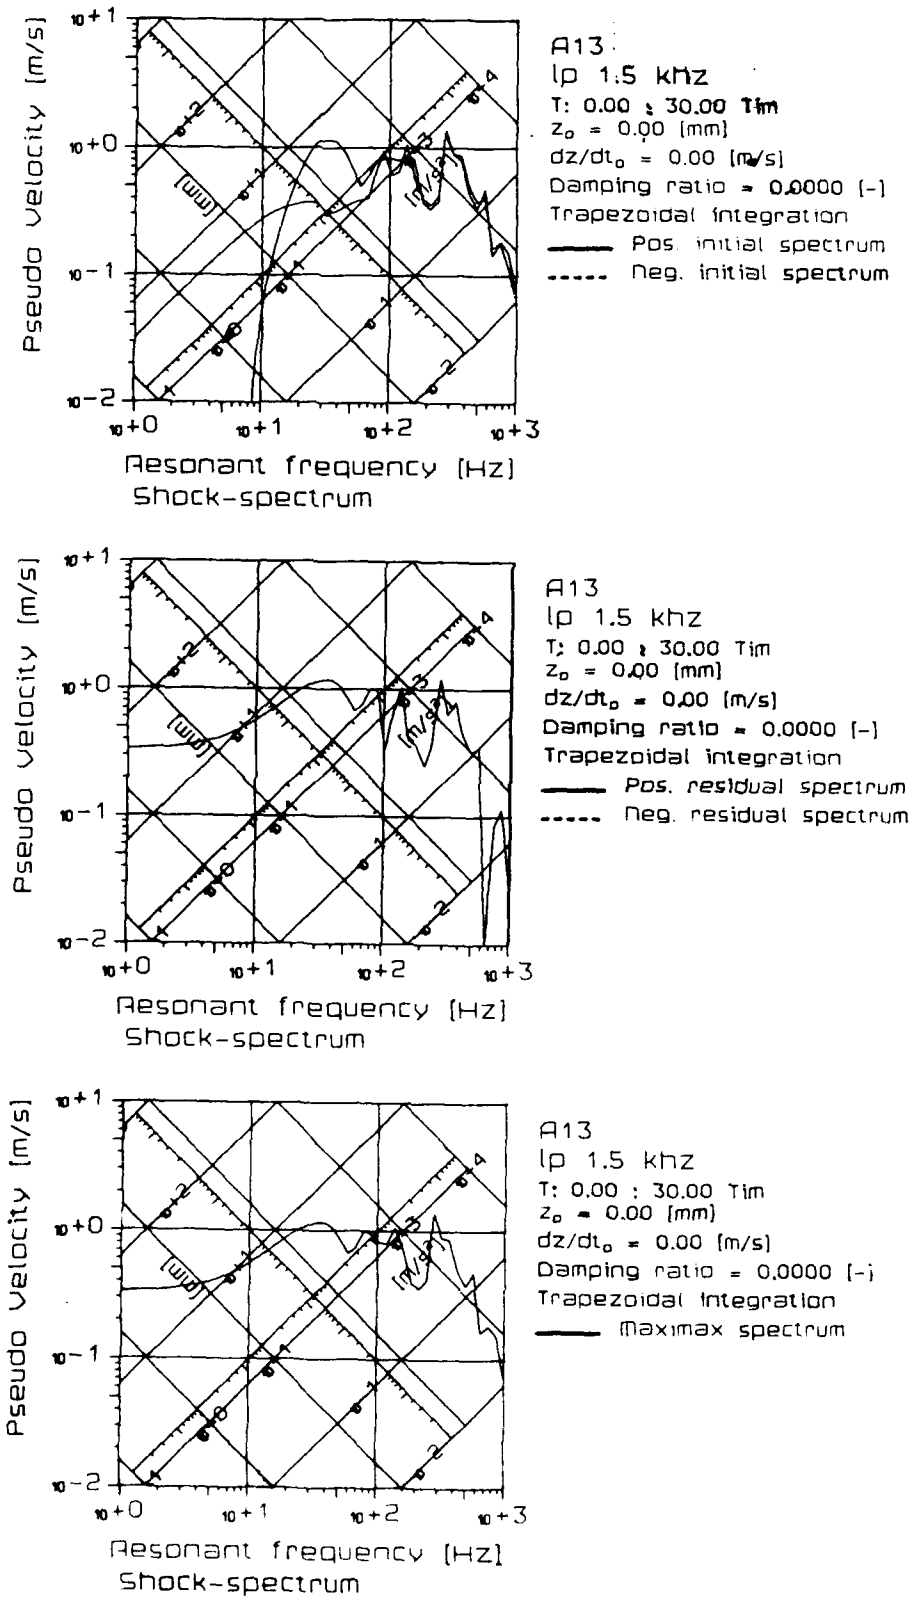 10+1
10+0
10-1
10-2
10+0 10+1 10+2 10+3
Pseudo velocity [m/s]
Resonant frequency [Hz]
Shock-spectrum
[mm]
[m/s²]
A13
lp 1.5 khz
T: 0.00 : 30.00 Tim
z₀ = 0.00 [mm]
dz/dt₀ = 0.00 [m/s]
Damping ratio = 0.0000 [-]
Trapezoidal integration
Pos. initial spectrum
Neg. initial spectrum
10+1
10+0
10-1
10-2
10+0 10+1 10+2 10+3
Pseudo velocity [m/s]
Resonant frequency [Hz]
Shock-spectrum
[mm]
[m/s²]
A13
lp 1.5 khz
T: 0.00 : 30.00 Tim
z₀ = 0.00 [mm]
dz/dt₀ = 0.00 [m/s]
Damping ratio = 0.0000 [-]
Trapezoidal integration
Pos. residual spectrum
Neg. residual spectrum
10+1
10+0
10-1
10-2
10+0 10+1 10+2 10+3
Pseudo velocity [m/s]
Resonant frequency [Hz]
Shock-spectrum
[mm]
[m/s²]
A13
lp 1.5 khz
T: 0.00 : 30.00 Tim
z₀ = 0.00 [mm]
dz/dt₀ = 0.00 [m/s]
Damping ratio = 0.0000 [-]
Trapezoidal integration
Maximax spectrum